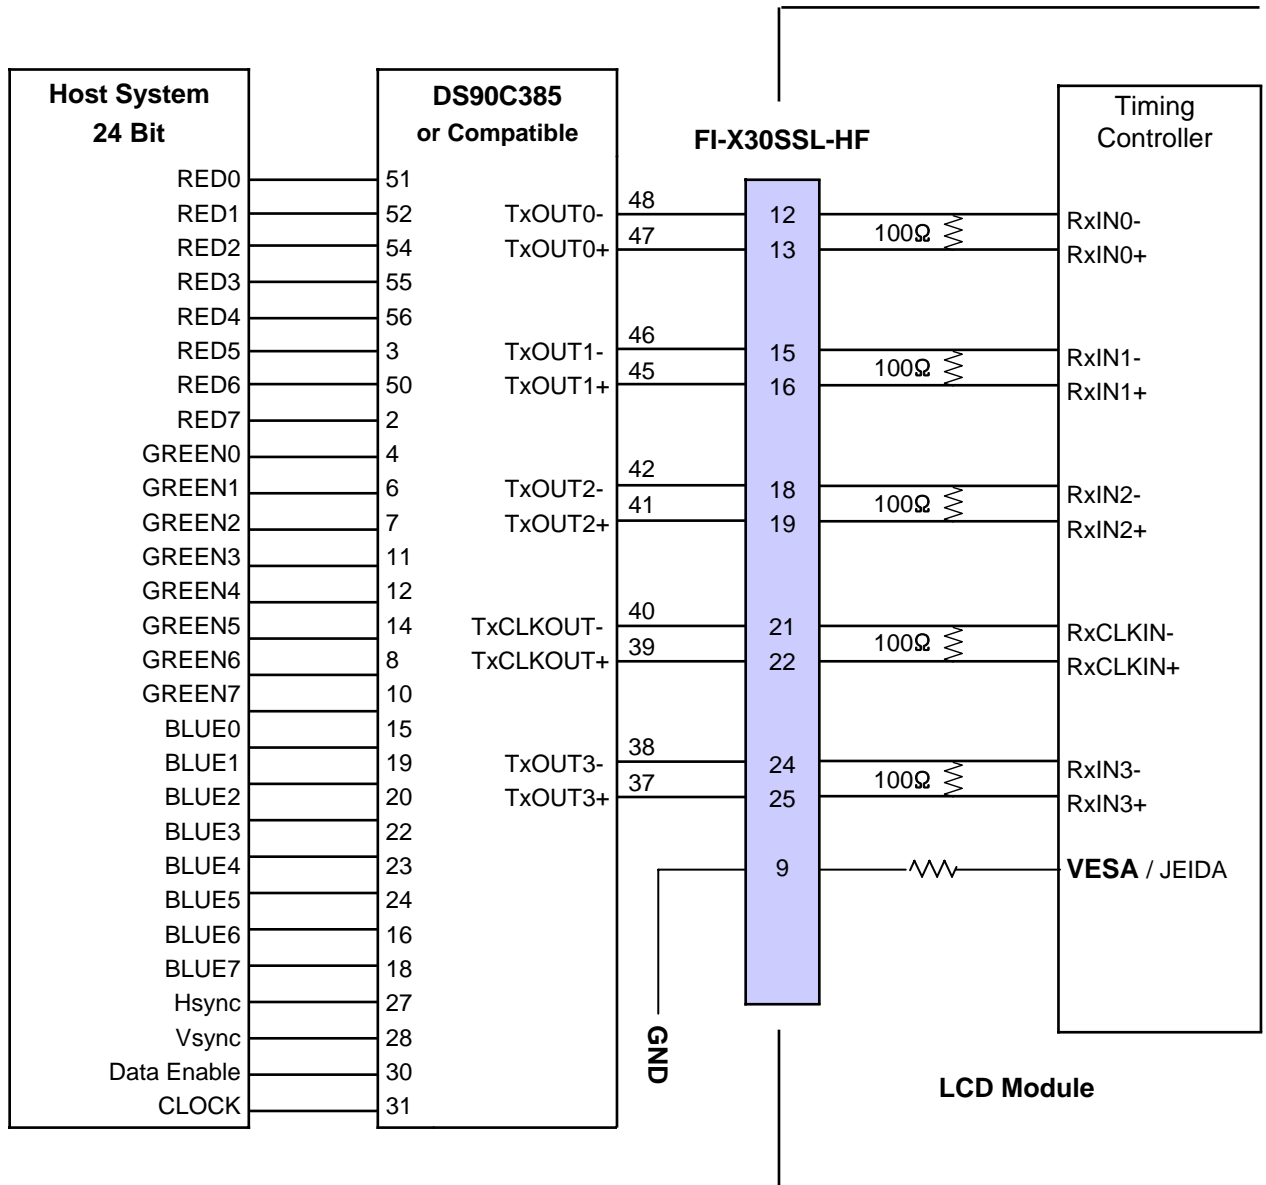 Host System
24 Bit
RED0
RED1
RED2
RED3
RED4
RED5
RED6
RED7
GREEN0
GREEN1
GREEN2
GREEN3
GREEN4
GREEN5
GREEN6
GREEN7
BLUE0
BLUE1
BLUE2
BLUE3
BLUE4
BLUE5
BLUE6
BLUE7
Hsync
Vsync
Data Enable
CLOCK
DS90C385
or Compatible
51
52
54
55
56
3
50
2
4
6
7
11
12
14
8
10
15
19
20
22
23
24
16
18
27
28
30
31
TxOUT0-
TxOUT0+
TxOUT1-
TxOUT1+
TxOUT2-
TxOUT2+
TxCLKOUT-
TxCLKOUT+
TxOUT3-
TxOUT3+
48
47
46
45
42
41
40
39
38
37
GND
FI-X30SSL-HF
12
13
15
16
18
19
21
22
24
25
9
100Ω
100Ω
100Ω
100Ω
100Ω
Timing
Controller
RxIN0-
RxIN0+
RxIN1-
RxIN1+
RxIN2-
RxIN2+
RxCLKIN-
RxCLKIN+
RxIN3-
RxIN3+
VESA / JEIDA
LCD Module